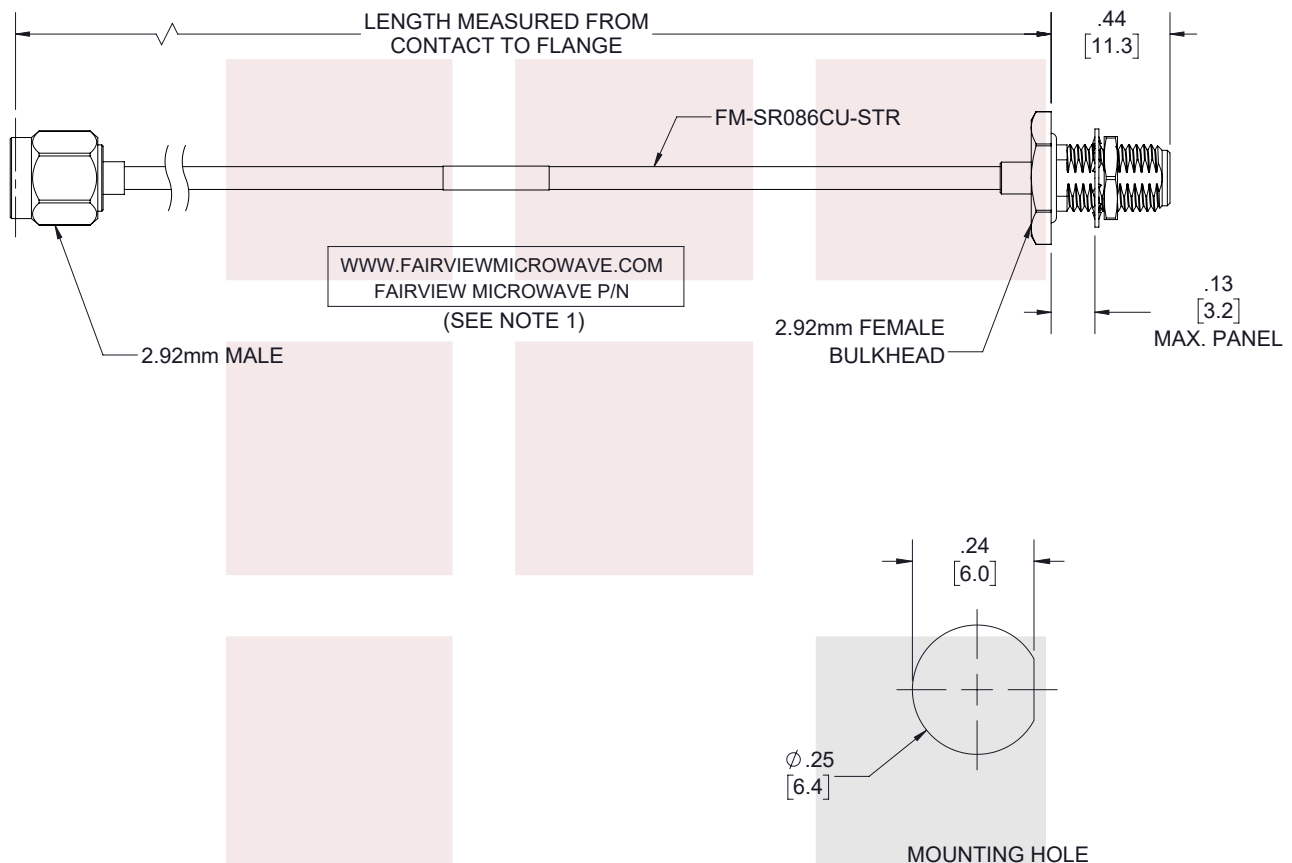 LENGTH MEASURED FROM
CONTACT TO FLANGE
.44
[11.3]
FM-SR086CU-STR
WWW.FAIRVIEWMICROWAVE.COM
FAIRVIEW MICROWAVE P/N
(SEE NOTE 1)
2.92mm MALE
2.92mm FEMALE
BULKHEAD
.13
[3.2]
MAX. PANEL
.24
[6.0]
∅ .25
[6.4]
MOUNTING HOLE